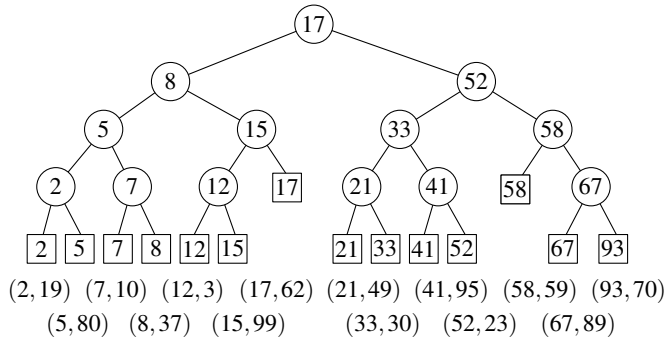 17
8 52
5 15 33 58
2 7 12 17 21 41 58 67
2 5 7 8 12 15 21 33 41 52 67 93
(2,19) (7,10) (12,3) (17,62) (21,49) (41,95) (58,59) (93,70)
(5,80) (8,37) (15,99) (33,30) (52,23) (67,89)